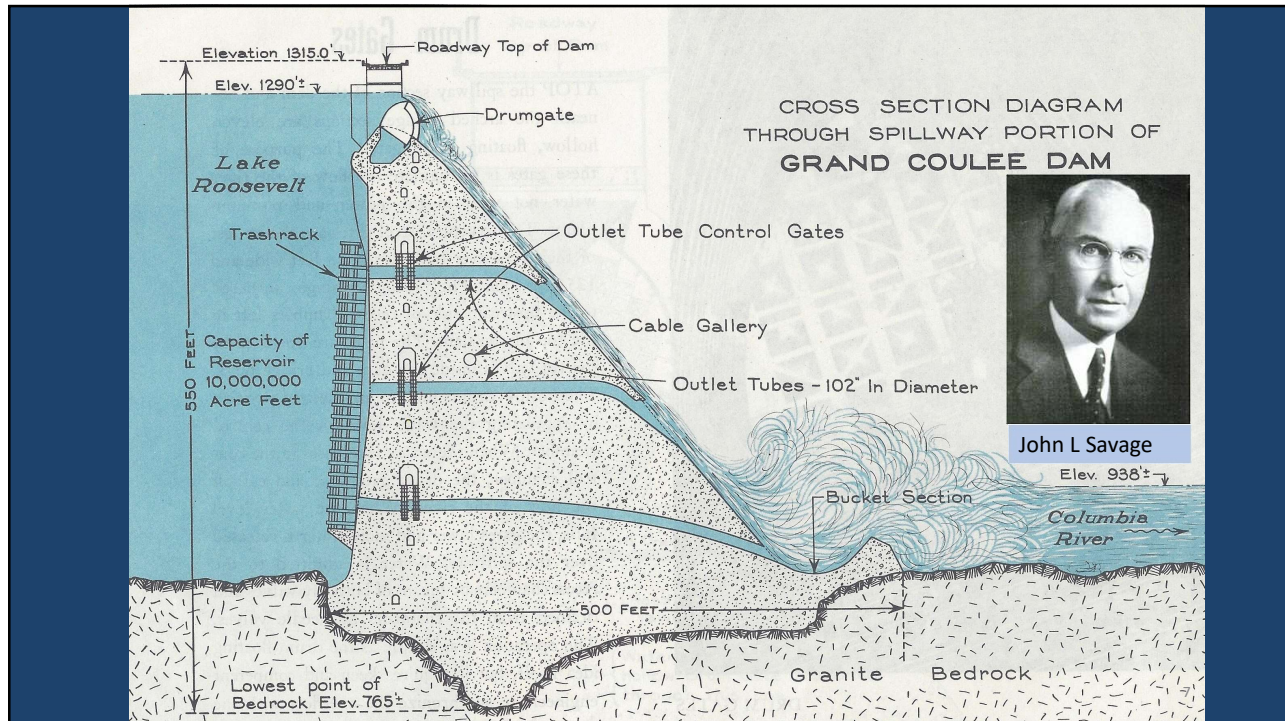 Roadway Top of Dam
Elevation 1315.0'
Elev. 1290'±
Drumgate
CROSS SECTION DIAGRAM
THROUGH SPILLWAY PORTION OF
GRAND COULEE DAM
Lake
Roosevelt
Trashrack
Outlet Tube Control Gates
Cable Gallery
Outlet Tubes - 102" In Diameter
550 FEET
Capacity of
Reservoir
10,000,000
Acre Feet
John L Savage
Elev. 938'±
Bucket Section
Columbia
River
500 FEET
Granite Bedrock
Lowest point of
Bedrock Elev. 765'±